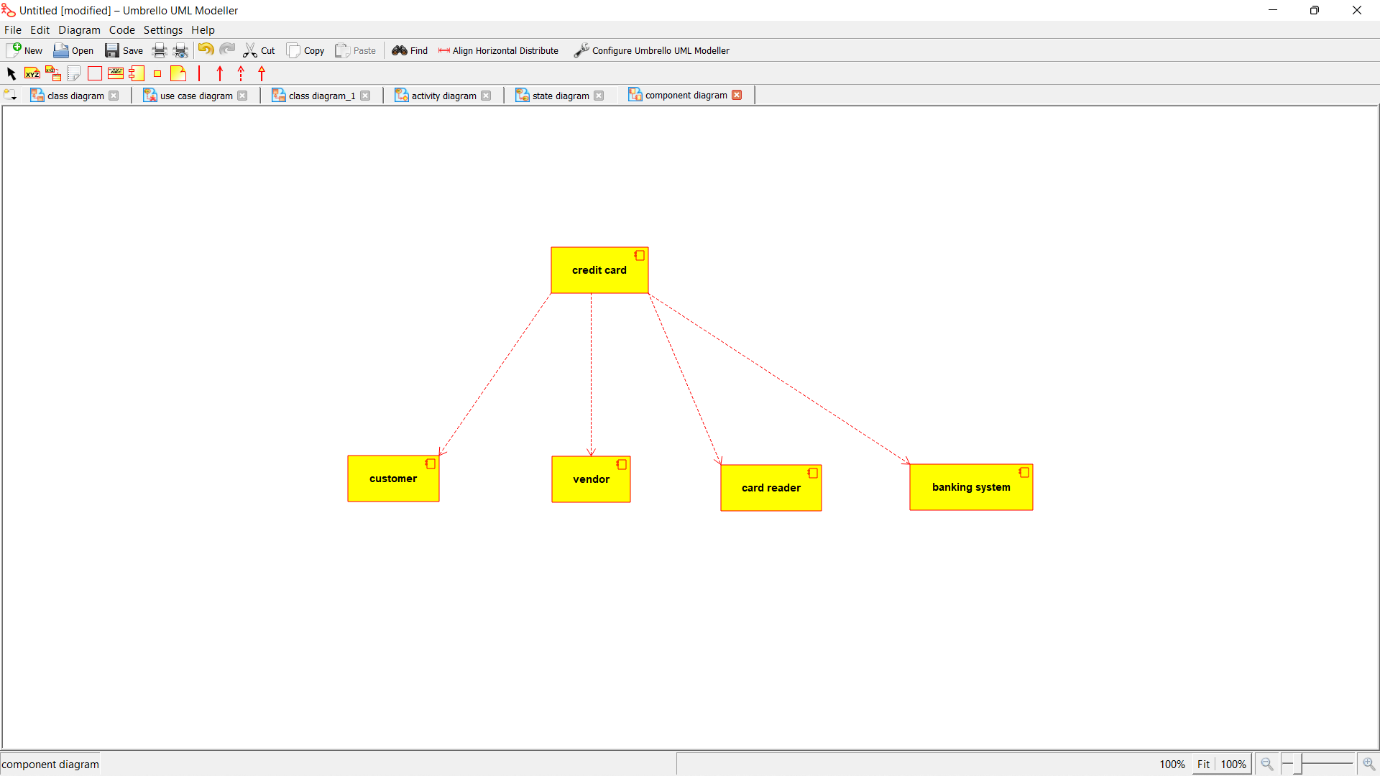 Untitled [modified] – Umbrello UML Modeller
File Edit Diagram Code Settings Help
New Open Save Cut Copy Paste Find Align Horizontal Distribute Configure Umbrello UML Modeller
XYZ
class diagram use case diagram class diagram_1 activity diagram state diagram component diagram
credit card
customer vendor card reader banking system
component diagram 100% Fit 100%